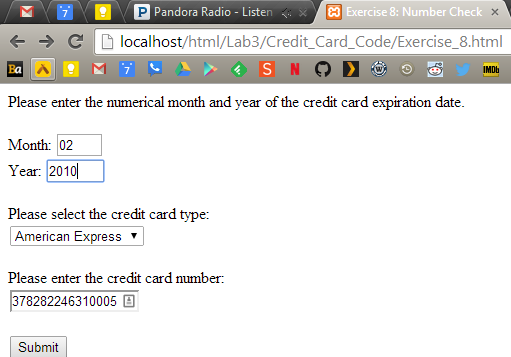 Pandora Radio - Listen
Exercise 8: Number Check
localhost/html/Lab3/Credit_Card_Code/Exercise_8.html
Ba
S
N
IMDb
Please enter the numerical month and year of the credit card expiration date.
Month: 02
Year: 2010
Please select the credit card type:
American Express
Please enter the credit card number:
378282246310005
Submit